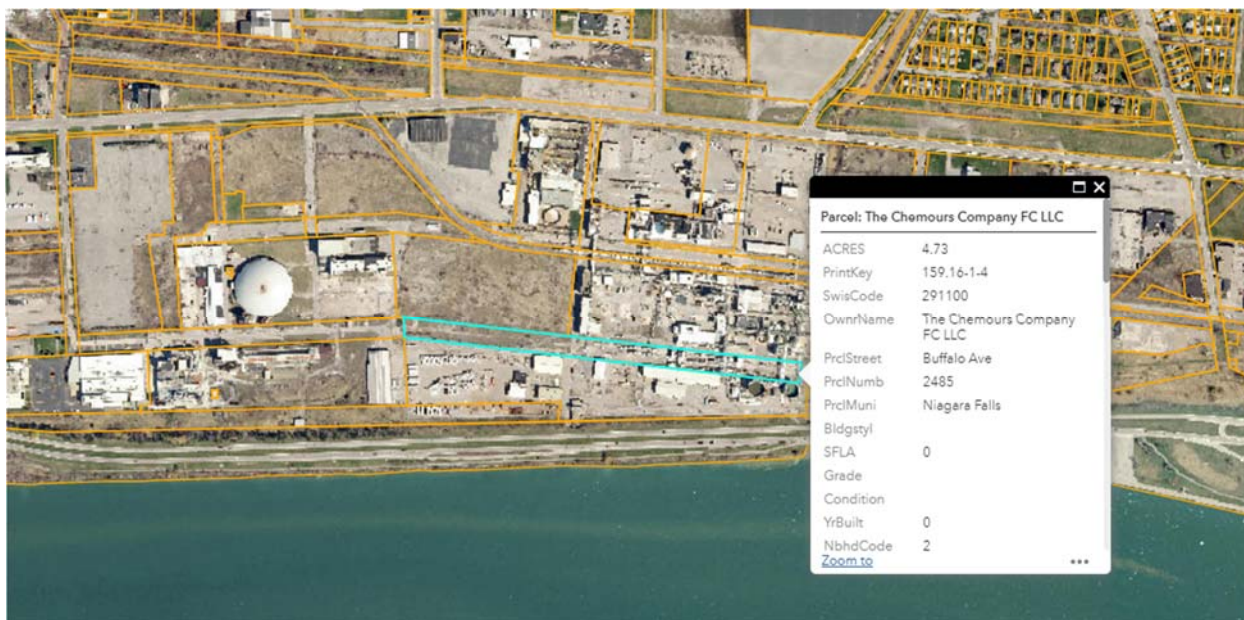 Parcel: The Chemours Company FC LLC
ACRES 4.73
PrintKey 159.16-1-4
SwisCode 291100
OwnrName The Chemours Company
FC LLC
PrclStreet Buffalo Ave
PrclNumb 2485
PrclMuni Niagara Falls
Bldgstyl
SFLA 0
Grade
Condition
YrBuilt 0
NbhdCode 2
Zoom to